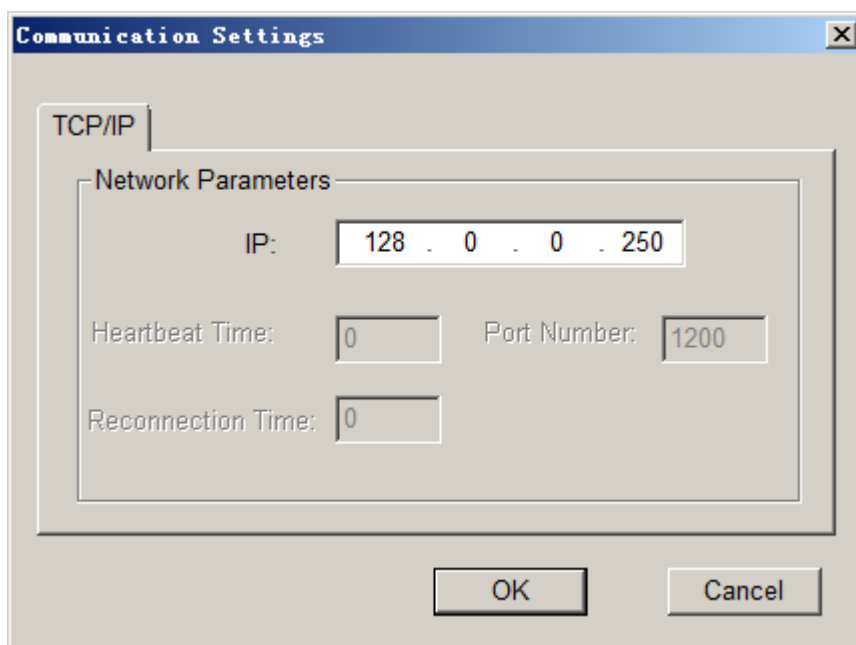 Communication Settings
TCP/IP
Network Parameters
IP: 128 . 0 . 0 . 250
Heartbeat Time: 0 Port Number: 1200
Reconnection Time: 0
OK Cancel